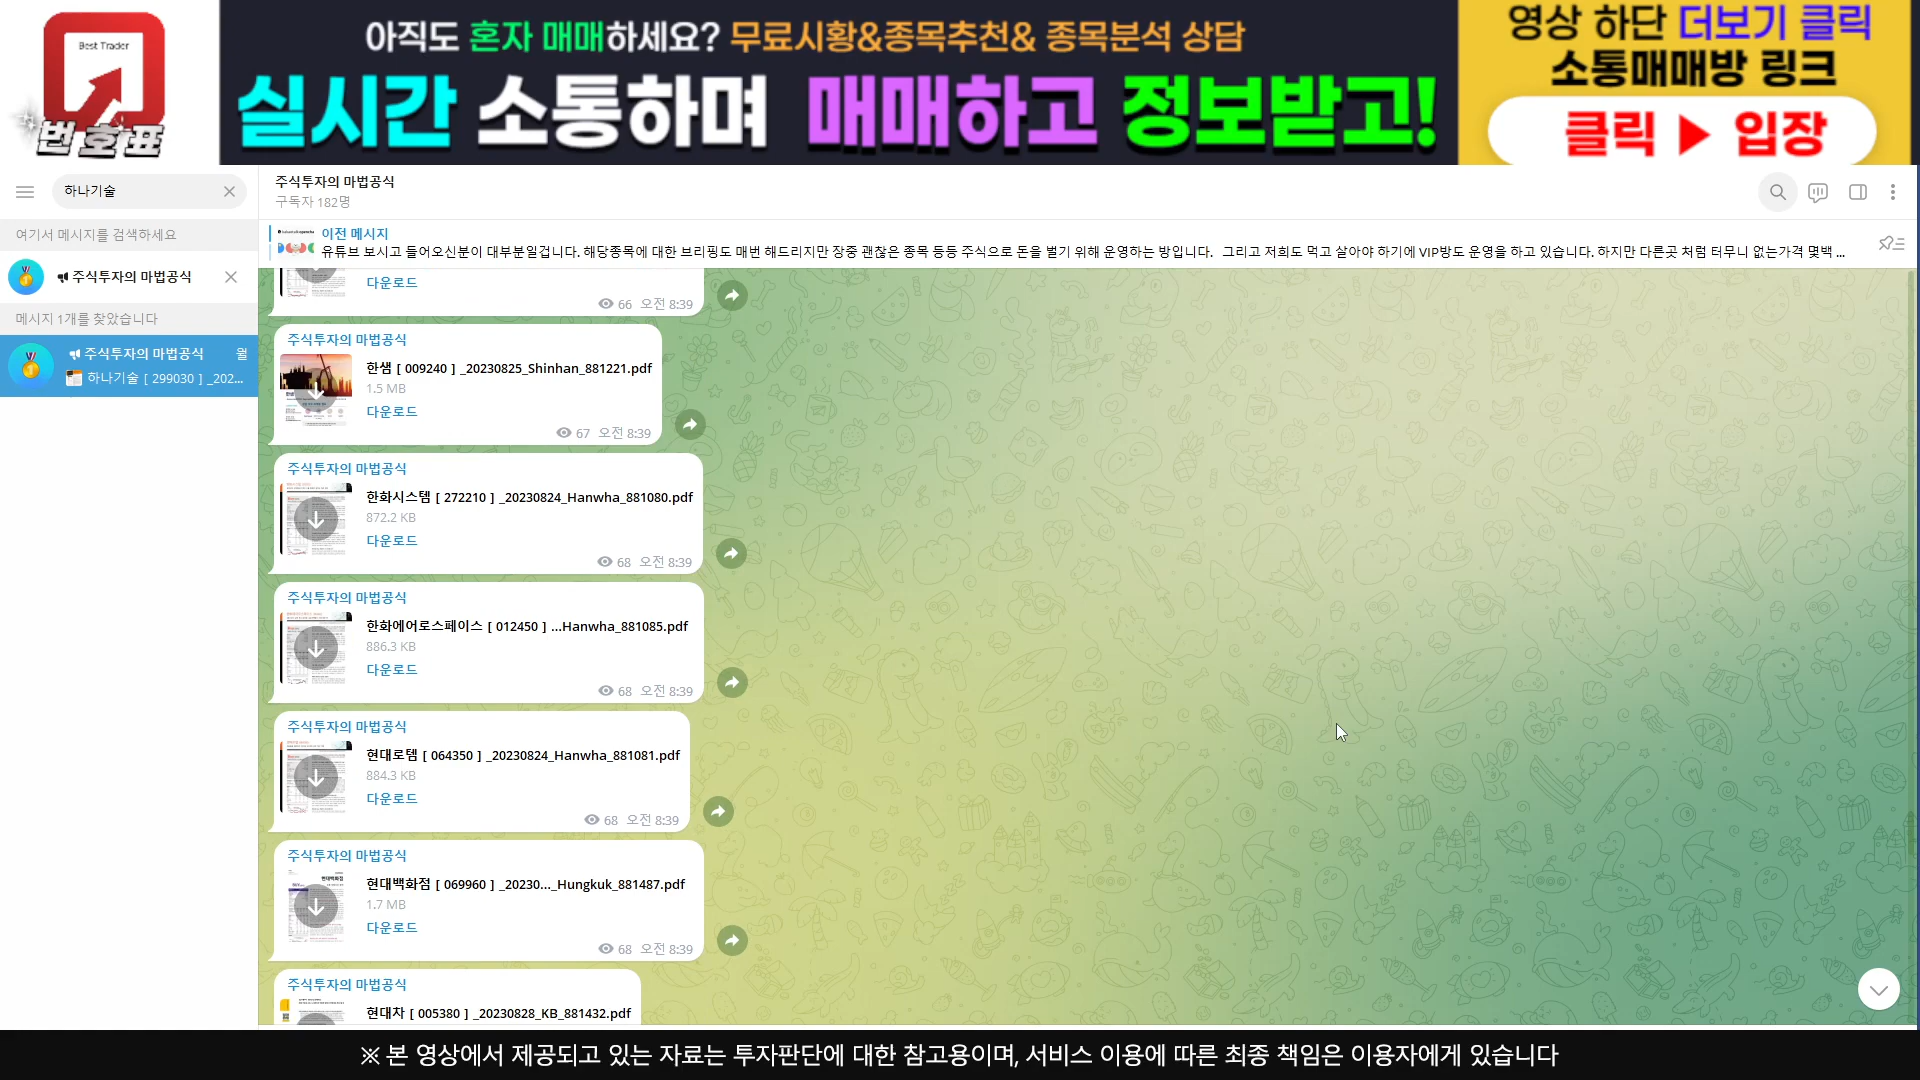 Best Trader
번호표
아직도 혼자 매매하세요? 무료시황&종목추천& 종목분석 상담
실시간 소통하며 매매하고 정보받고!
영상 하단 더보기 클릭
소통매매방 링크
클릭 ▶ 입장
하나기술
여기서 메시지를 검색하세요
주식투자의 마법공식
메시지 1개를 찾았습니다
주식투자의 마법공식 월
하나기술 [ 299030 ] _202...
주식투자의 마법공식
구독자 182명
이전 메시지
유튜브 보시고 들어오신분이 대부분일겁니다. 해당종목에 대한 브리핑도 매번 해드리지만 장중 괜찮은 종목 등등 주식으로 돈을 벌기 위해 운영하는 방입니다. 그리고 저희도 먹고 살아야 하기에 VIP방도 운영을 하고 있습니다. 하지만 다른곳 처럼 터무니 없는가격 몇백 ...
다운로드
66 오전 8:39
주식투자의 마법공식
한샘 [ 009240 ] _20230825_Shinhan_881221.pdf
1.5 MB
다운로드
67 오전 8:39
주식투자의 마법공식
한화시스템 [ 272210 ] _20230824_Hanwha_881080.pdf
872.2 KB
다운로드
68 오전 8:39
주식투자의 마법공식
한화에어로스페이스 [ 012450 ] ...Hanwha_881085.pdf
886.3 KB
다운로드
68 오전 8:39
주식투자의 마법공식
현대로템 [ 064350 ] _20230824_Hanwha_881081.pdf
884.3 KB
다운로드
68 오전 8:39
주식투자의 마법공식
현대백화점 [ 069960 ] _20230..._Hungkuk_881487.pdf
1.7 MB
다운로드
68 오전 8:39
주식투자의 마법공식
현대차 [ 005380 ] _20230828_KB_881432.pdf
※ 본 영상에서 제공되고 있는 자료는 투자판단에 대한 참고용이며, 서비스 이용에 따른 최종 책임은 이용자에게 있습니다